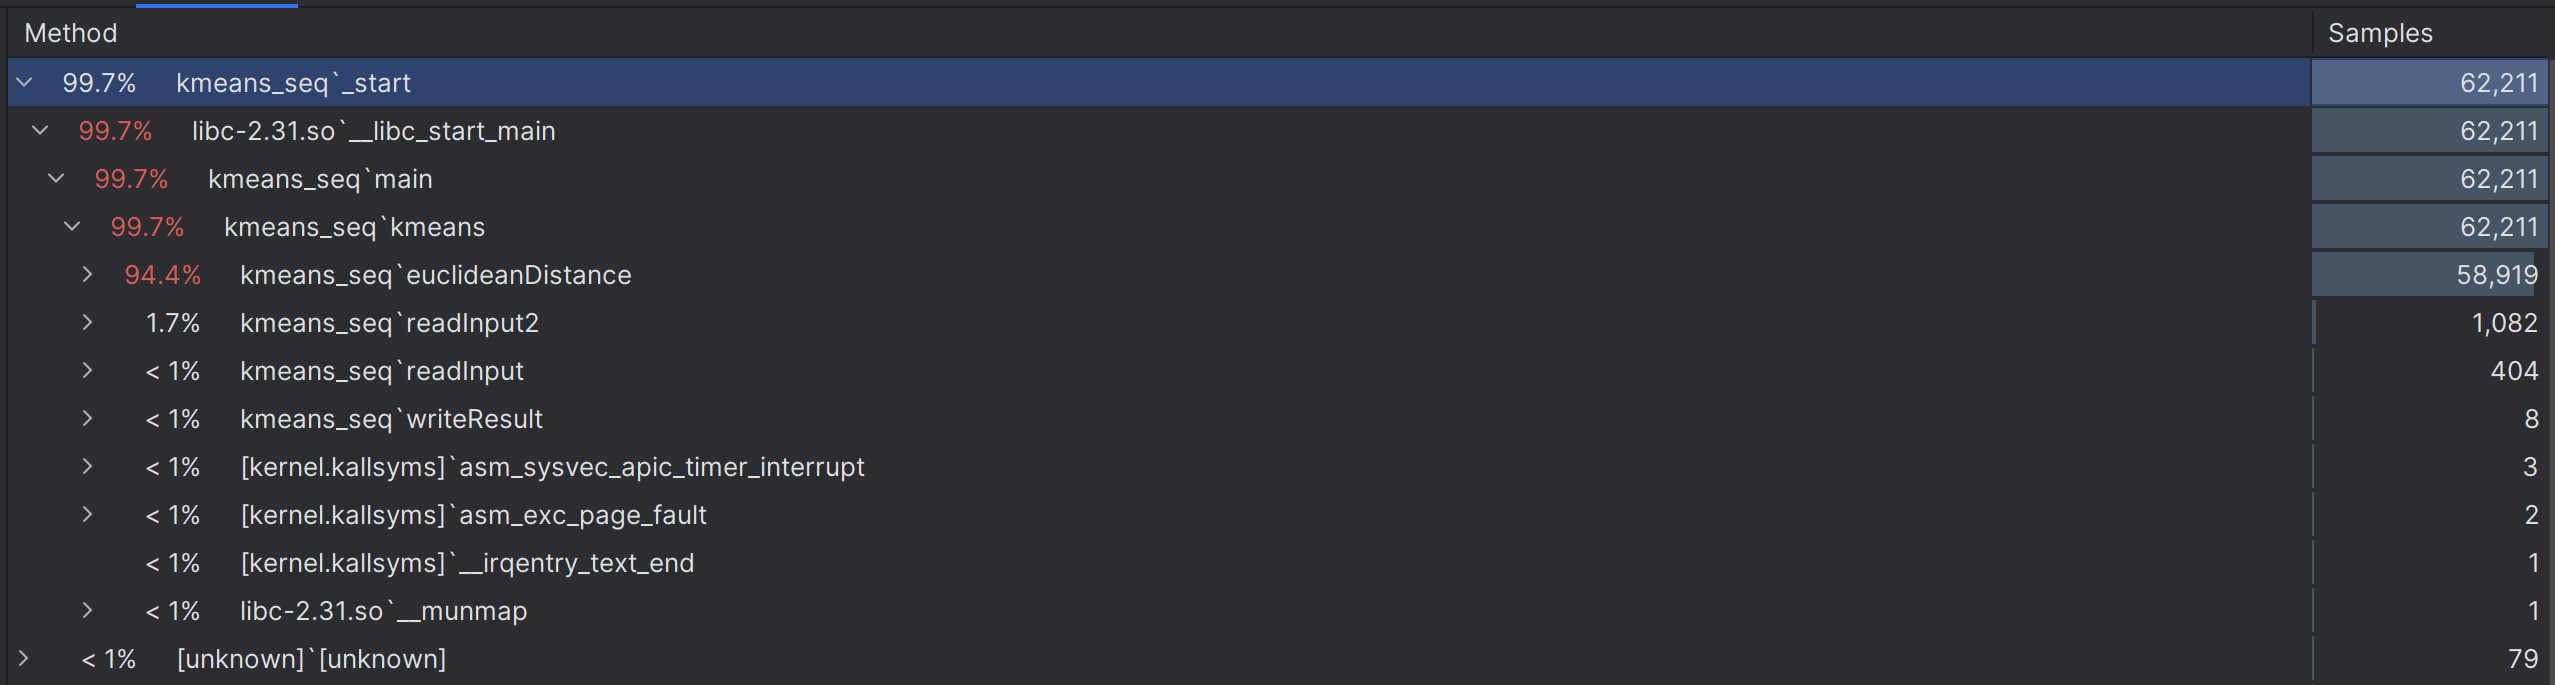 Method Samples
99.7% kmeans_seq`_start 62,211
99.7% libc-2.31.so`__libc_start_main 62,211
99.7% kmeans_seq`main 62,211
99.7% kmeans_seq`kmeans 62,211
94.4% kmeans_seq`euclideanDistance 58,919
1.7% kmeans_seq`readInput2 1,082
< 1% kmeans_seq`readInput 404
< 1% kmeans_seq`writeResult 8
< 1% [kernel.kallsyms]`asm_sysvec_apic_timer_interrupt 3
< 1% [kernel.kallsyms]`asm_exc_page_fault 2
< 1% [kernel.kallsyms]`__irqentry_text_end 1
< 1% libc-2.31.so`__munmap 1
< 1% [unknown]`[unknown] 79